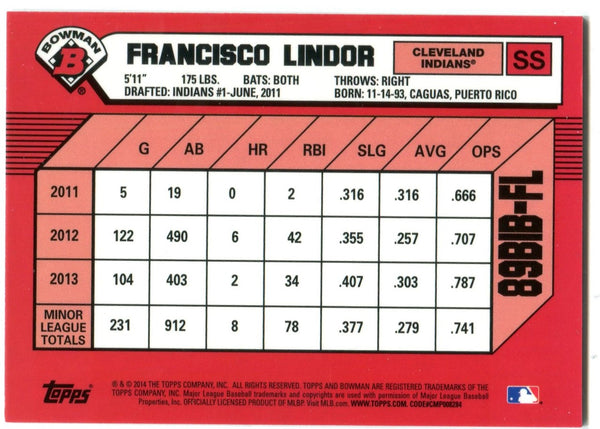 BOWMAN
B
FRANCISCO LINDOR
CLEVELAND
INDIANS®
SS
5'11" 175 LBS. BATS: BOTH THROWS: RIGHT
DRAFTED: INDIANS #1-JUNE, 2011 BORN: 11-14-93, CAGUAS, PUERTO RICO
G AB HR RBI SLG AVG OPS
2011 5 19 0 2 .316 .316 .666
2012 122 490 6 42 .355 .257 .707
2013 104 403 2 34 .407 .303 .787
MINOR
LEAGUE
TOTALS
231 912 8 78 .377 .279 .741
89BIB-FL
Topps
® & © 2014 THE TOPPS COMPANY, INC. ALL RIGHTS RESERVED. TOPPS AND BOWMAN ARE REGISTERED TRADEMARKS OF THE
TOPPS COMPANY, INC. Major League Baseball trademarks and copyrights are used with permission of Major League Baseball
Properties, Inc. OFFICIALLY LICENSED PRODUCT OF MLBP. Visit MLB.com. WWW.TOPPS.COM. CODE#CMP908284